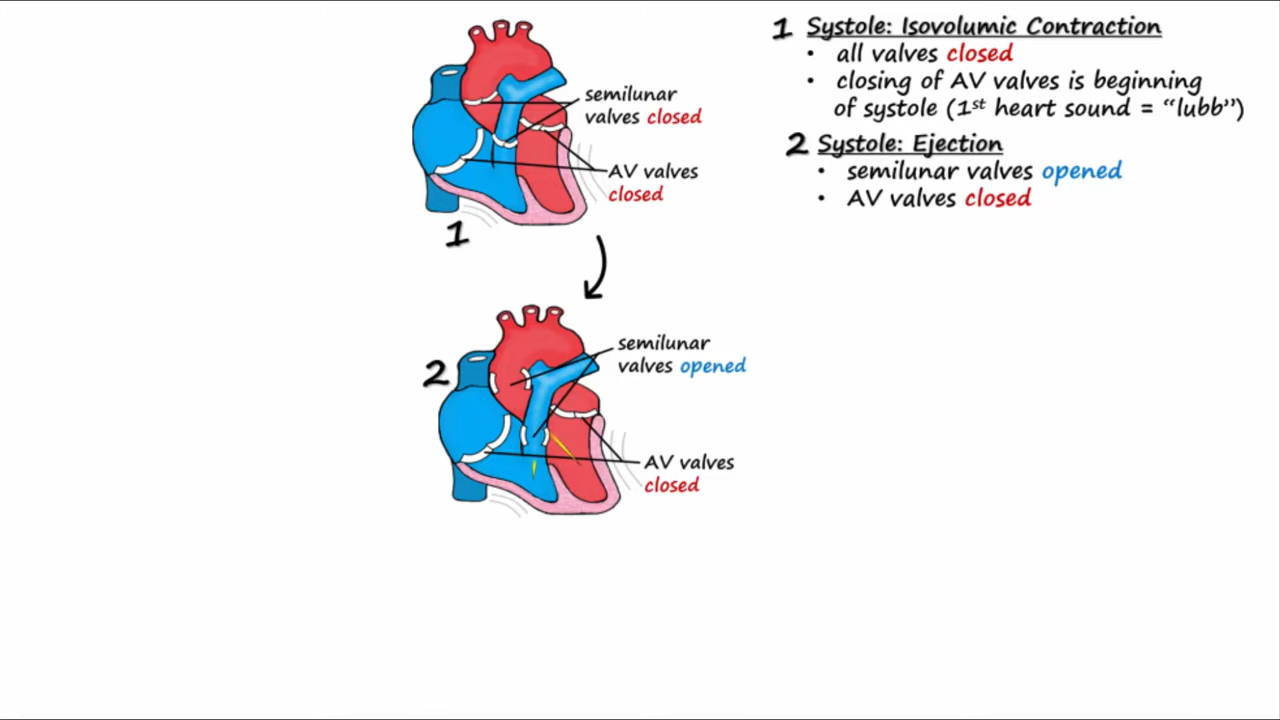 semilunar
valves closed
AV valves
closed
1
2
semilunar
valves opened
AV valves
closed
1 Systole: Isovolumic Contraction
• all valves closed
• closing of AV valves is beginning
of systole (1st heart sound = “lubb”)
2 Systole: Ejection
• semilunar valves opened
• AV valves closed